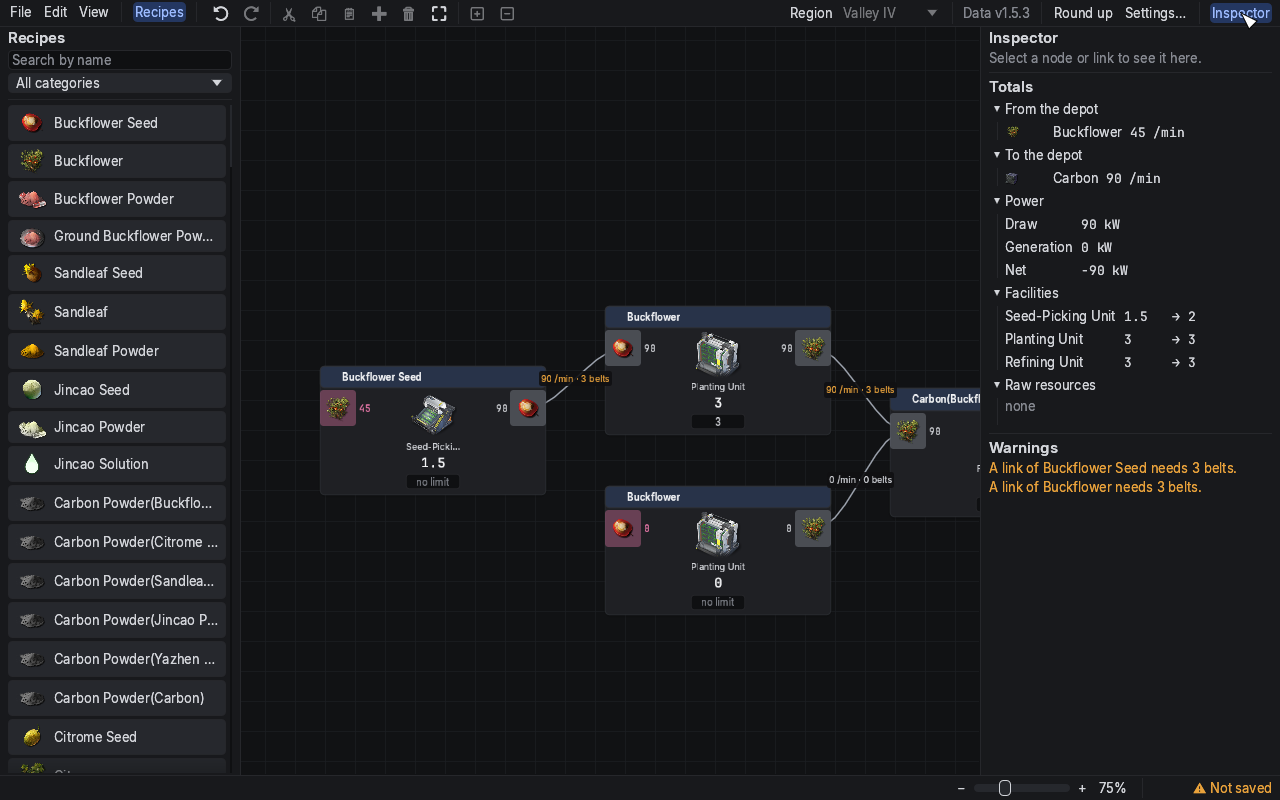 File Edit View Recipes Region Valley IV Data v1.5.3 Round up Settings... Inspector
Recipes
Search by name
All categories
Buckflower Seed
Buckflower
Buckflower Powder
Ground Buckflower Pow...
Sandleaf Seed
Sandleaf
Sandleaf Powder
Jincao Seed
Jincao Powder
Jincao Solution
Carbon Powder(Buckflo...
Carbon Powder(Citrome ...
Carbon Powder(Sandlea...
Carbon Powder(Jincao P...
Carbon Powder(Yazhen ...
Carbon Powder(Carbon)
Citrome Seed
Buckflower Seed
45
90
Seed-Picki...
1.5
no limit
90 /min · 3 belts
Buckflower
90
90
Planting Unit
3
3
90 /min · 3 belts
Buckflower
0
0
Planting Unit
0
no limit
0 /min · 0 belts
Carbon(Buckfl
90
Inspector
Select a node or link to see it here.
Totals
From the depot
Buckflower 45 /min
To the depot
Carbon 90 /min
Power
Draw 90 kW
Generation 0 kW
Net -90 kW
Facilities
Seed-Picking Unit 1.5 → 2
Planting Unit 3 → 3
Refining Unit 3 → 3
Raw resources
none
Warnings
A link of Buckflower Seed needs 3 belts.
A link of Buckflower needs 3 belts.
− + 75% Not saved